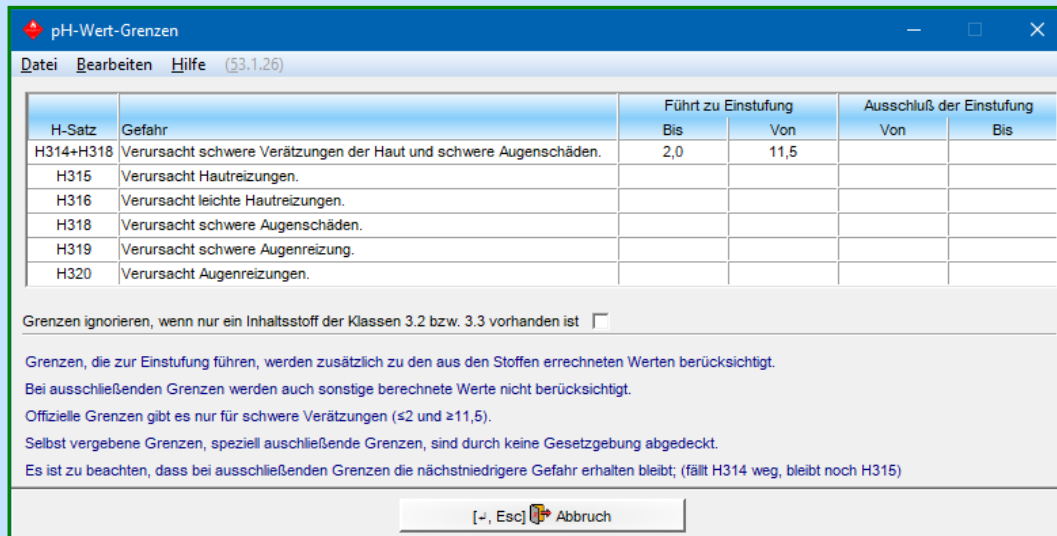 pH-Wert-Grenzen
Datei Bearbeiten Hilfe (53.1.26)
Führt zu Einstufung Ausschluß der Einstufung
H-Satz Gefahr Bis Von Von Bis
H314+H318 Verursacht schwere Verätzungen der Haut und schwere Augenschäden. 2,0 11,5
H315 Verursacht Hautreizungen.
H316 Verursacht leichte Hautreizungen.
H318 Verursacht schwere Augenschäden.
H319 Verursacht schwere Augenreizung.
H320 Verursacht Augenreizungen.
Grenzen ignorieren, wenn nur ein Inhaltsstoff der Klassen 3.2 bzw. 3.3 vorhanden ist
Grenzen, die zur Einstufung führen, werden zusätzlich zu den aus den Stoffen errechneten Werten berücksichtigt.
Bei ausschließenden Grenzen werden auch sonstige berechnete Werte nicht berücksichtigt.
Offizielle Grenzen gibt es nur für schwere Verätzungen (≤2 und ≥11,5).
Selbst vergebene Grenzen, speziell auschließende Grenzen, sind durch keine Gesetzgebung abgedeckt.
Es ist zu beachten, dass bei ausschließenden Grenzen die nächstniedrigere Gefahr erhalten bleibt; (fällt H314 weg, bleibt noch H315)
[↵, Esc] Abbruch